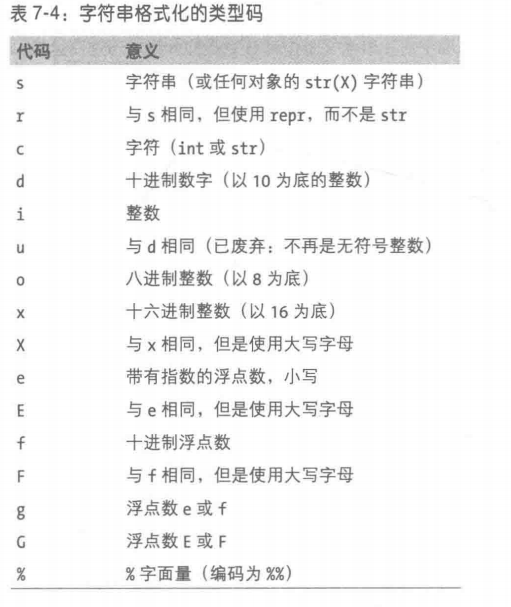 表 7-4：字符串格式化的类型码
代码 意义
s 字符串（或任何对象的 str(X) 字符串）
r 与 s 相同，但使用 repr，而不是 str
c 字符（int 或 str）
d 十进制数字（以 10 为底的整数）
i 整数
u 与 d 相同（已废弃：不再是无符号整数）
o 八进制整数（以 8 为底）
x 十六进制整数（以 16 为底）
X 与 x 相同，但是使用大写字母
e 带有指数的浮点数，小写
E 与 e 相同，但是使用大写字母
f 十进制浮点数
F 与 f 相同，但是使用大写字母
g 浮点数 e 或 f
G 浮点数 E 或 F
% % 字面量（编码为 %%）